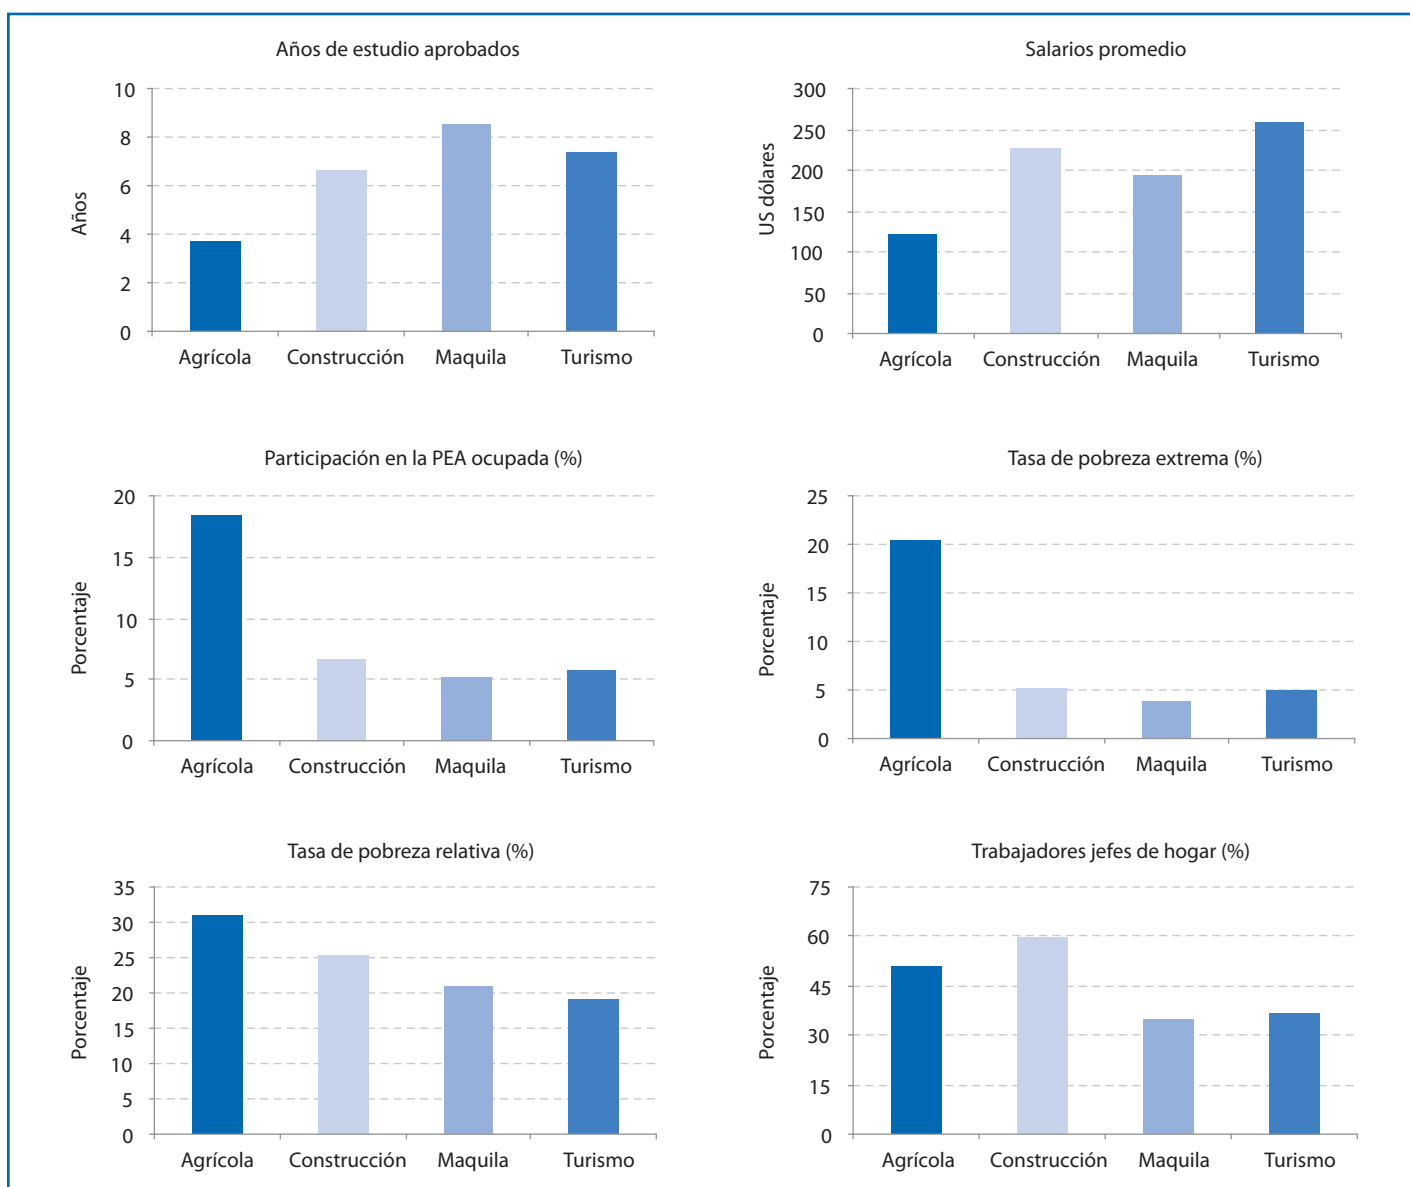 Años de estudio aprobados
10
8
6
4
2
0
Años
Agrícola Construcción Maquila Turismo
Salarios promedio
300
250
200
150
100
50
0
US dólares
Agrícola Construcción Maquila Turismo
Participación en la PEA ocupada (%)
20
15
10
5
0
Porcentaje
Agrícola Construcción Maquila Turismo
Tasa de pobreza extrema (%)
25
20
15
10
5
0
Porcentaje
Agrícola Construcción Maquila Turismo
Tasa de pobreza relativa (%)
35
30
25
20
15
10
5
0
Porcentaje
Agrícola Construcción Maquila Turismo
Trabajadores jefes de hogar (%)
75
60
45
30
15
0
Porcentaje
Agrícola Construcción Maquila Turismo